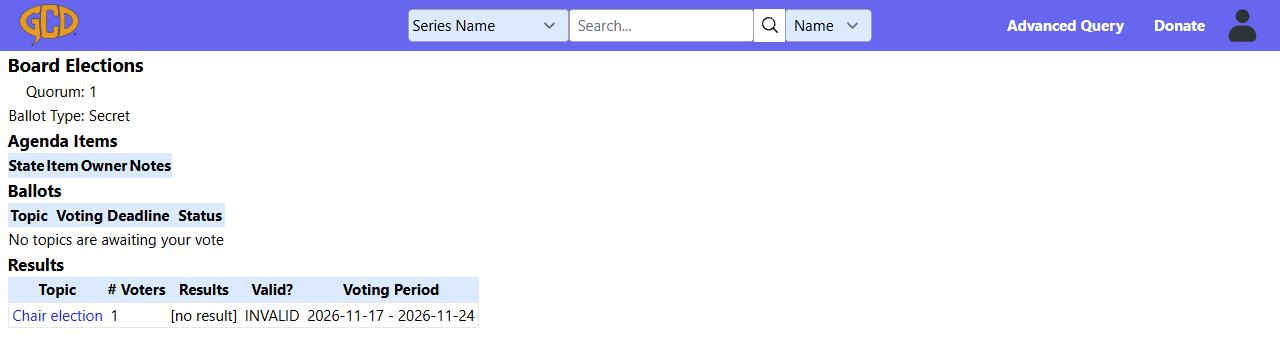 GCD
Series Name Search... Name Advanced Query Donate
Board Elections
Quorum: 1
Ballot Type: Secret
Agenda Items
State Item Owner Notes
Ballots
Topic Voting Deadline Status
No topics are awaiting your vote
Results
Topic # Voters Results Valid? Voting Period
Chair election 1 [no result] INVALID 2026-11-17 - 2026-11-24